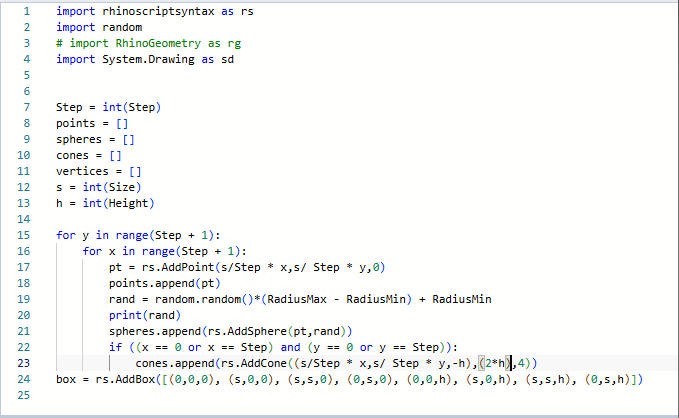 1 import rhinoscriptsyntax as rs
2 import random
3 # import RhinoGeometry as rg
4 import System.Drawing as sd
5
6
7 Step = int(Step)
8 points = []
9 spheres = []
10 cones = []
11 vertices = []
12 s = int(Size)
13 h = int(Height)
14
15 for y in range(Step + 1):
16     for x in range(Step + 1):
17         pt = rs.AddPoint(s/Step * x,s/ Step * y,0)
18         points.append(pt)
19         rand = random.random()*(RadiusMax - RadiusMin) + RadiusMin
20         print(rand)
21         spheres.append(rs.AddSphere(pt,rand))
22         if ((x == 0 or x == Step) and (y == 0 or y == Step)):
23             cones.append(rs.AddCone((s/Step * x,s/ Step * y,-h),(2*h),4))
24 box = rs.AddBox([(0,0,0), (s,0,0), (s,s,0), (0,s,0), (0,0,h), (s,0,h), (s,s,h), (0,s,h)])
25